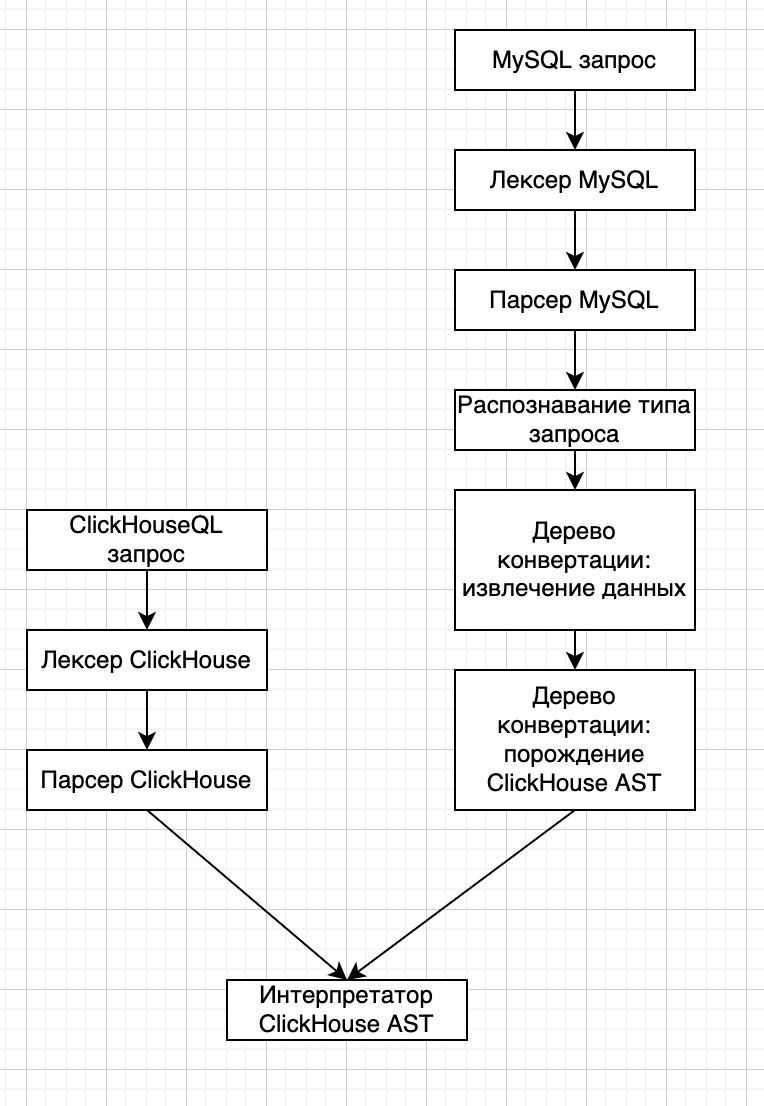 MySQL запрос
Лексер MySQL
Парсер MySQL
Распознавание типа
запроса
Дерево
конвертации:
извлечение данных
Дерево
конвертации:
порождение
ClickHouse AST
ClickHouseQL
запрос
Лексер ClickHouse
Парсер ClickHouse
Интерпретатор
ClickHouse AST